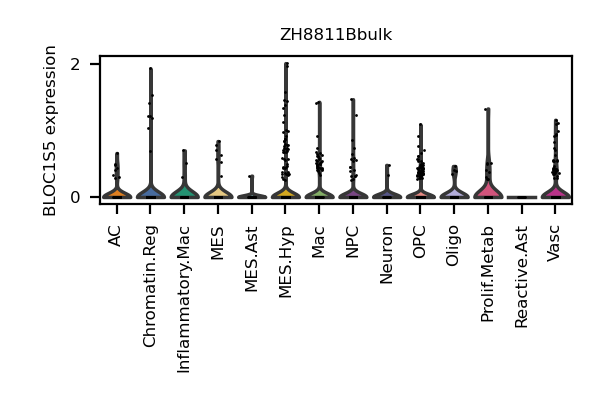 ZH8811Bbulk
BLOC1S5 expression
2
0
AC
Chromatin.Reg
Inflammatory.Mac
MES
MES.Ast
MES.Hyp
Mac
NPC
Neuron
OPC
Oligo
Prolif.Metab
Reactive.Ast
Vasc